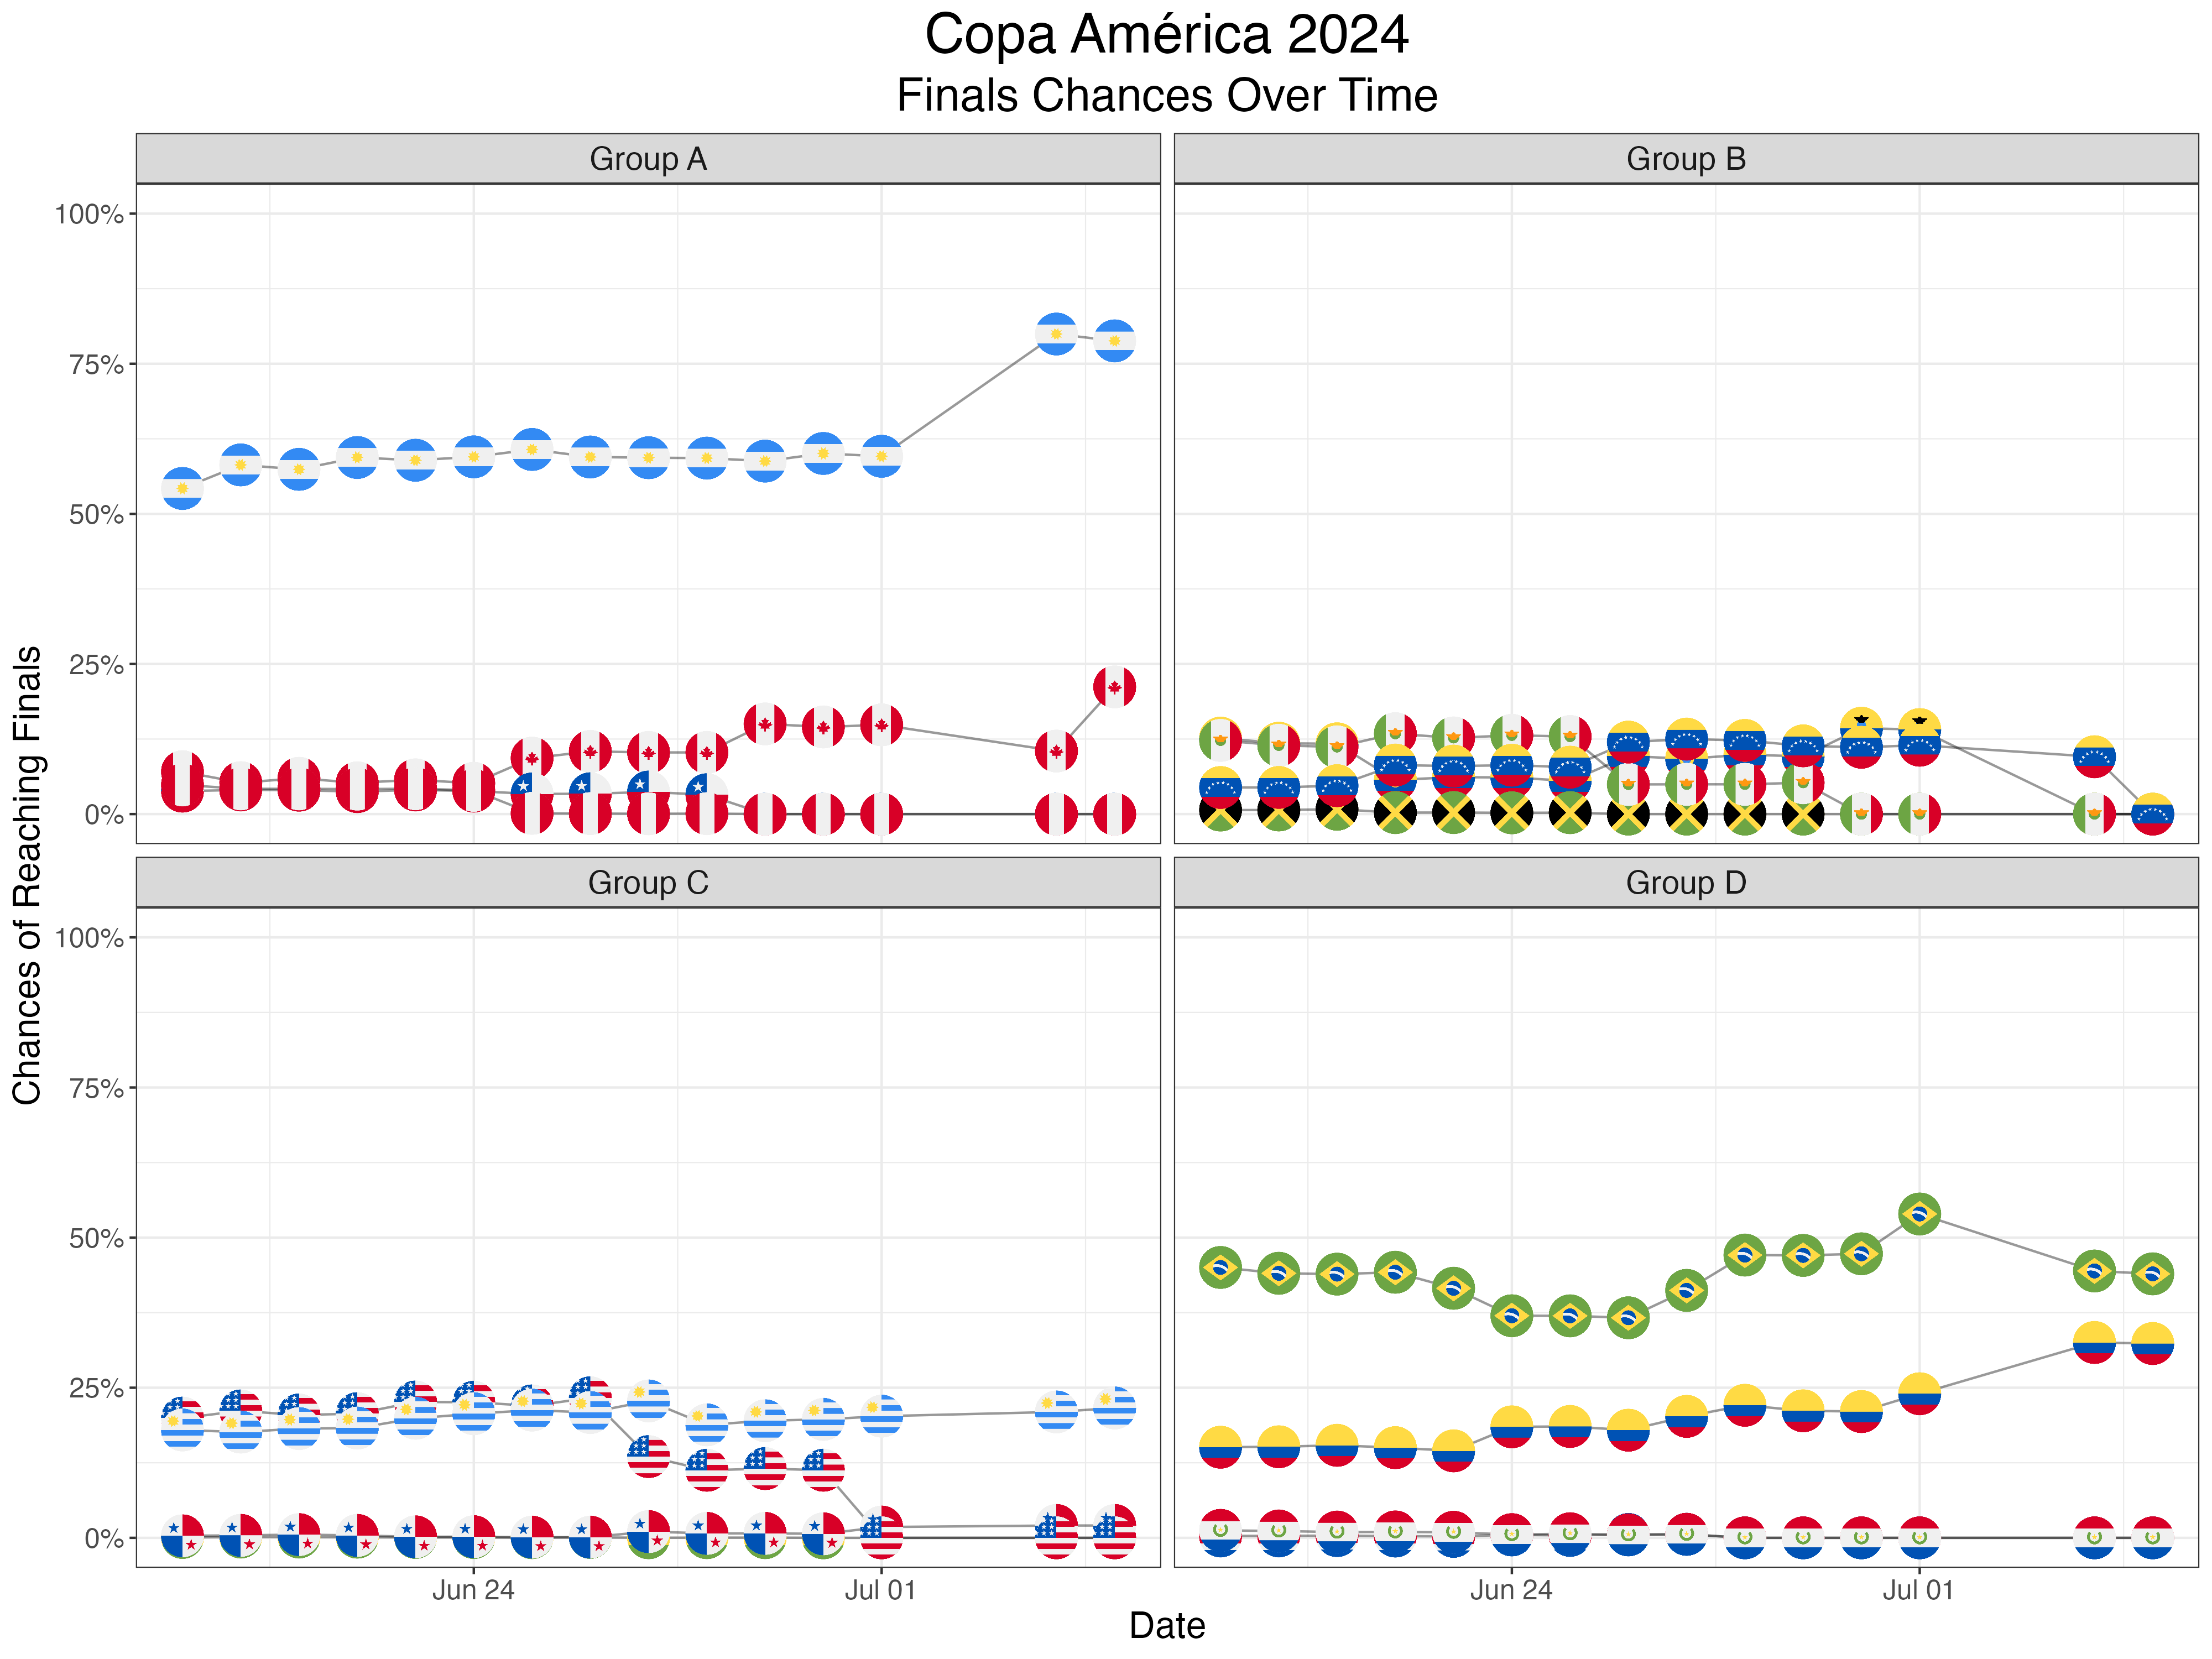 Copa América 2024
Finals Chances Over Time
Group A
Group B
100%
75%
50%
25%
0%
Group C
Group D
100%
75%
50%
25%
0%
Jun 24
Jul 01
Jun 24
Jul 01
Date
Chances of Reaching Finals